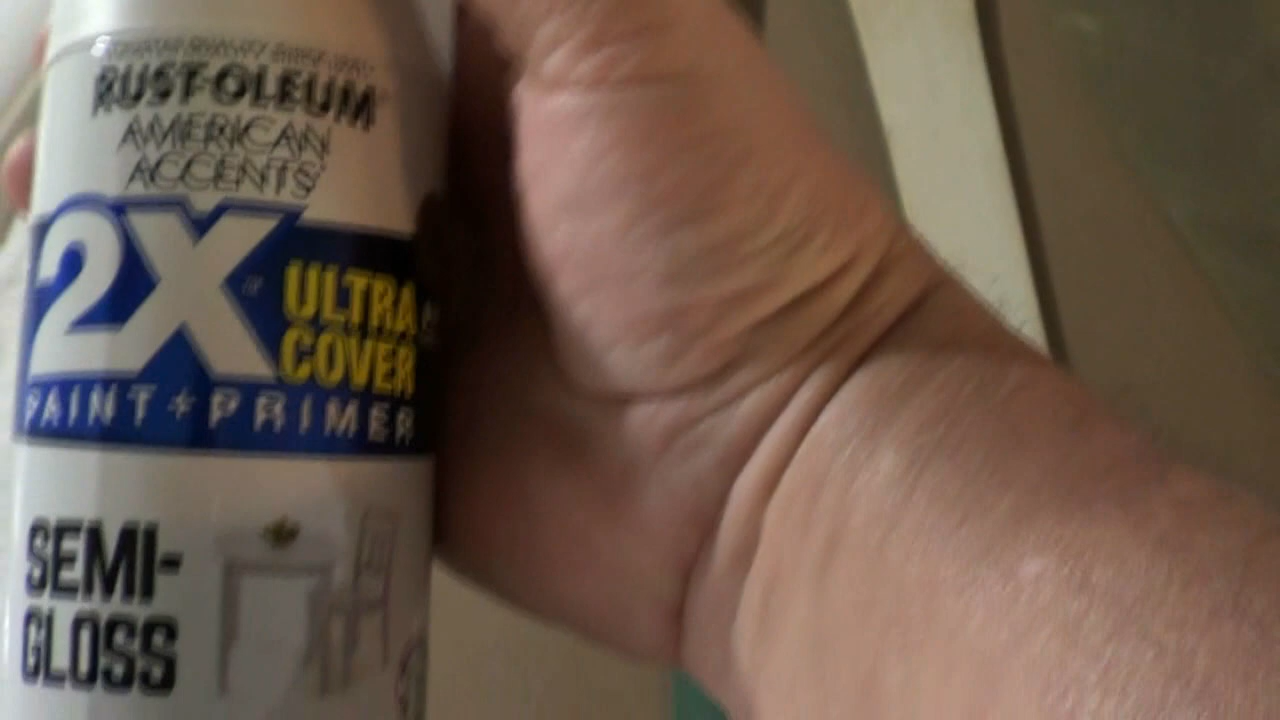 RUST-OLEUM
AMERICAN
ACCENTS
2X
ULTRA
COVER
PAINT + PRIMER
SEMI-
GLOSS